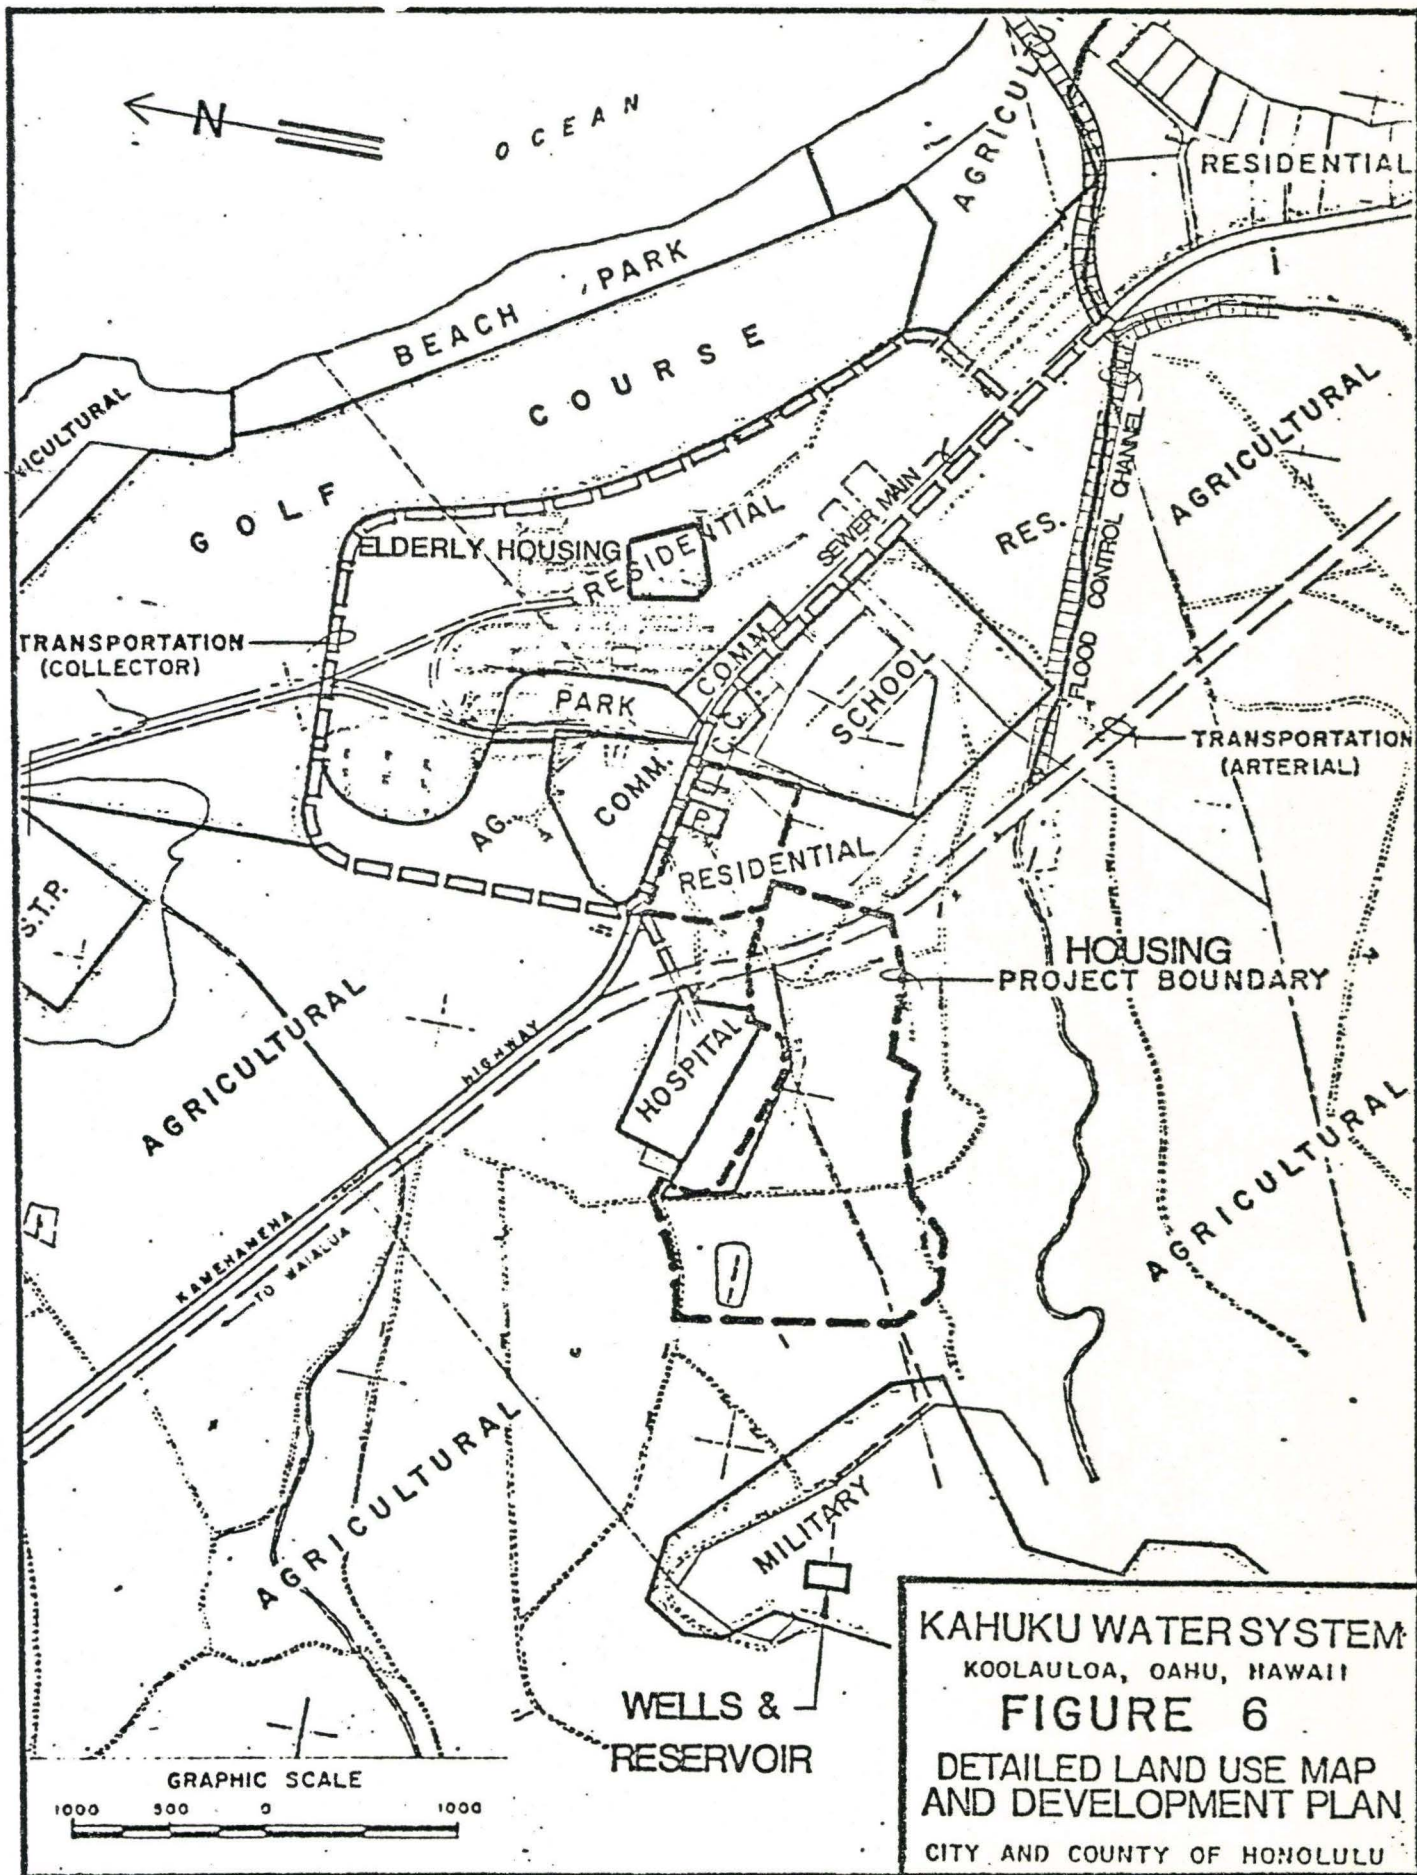 N
OCEAN
AGRICUL
RESIDENTIAL
BEACH PARK
COURSE
ICULTURAL
GOLF
AGRICULTURAL
ELDERLY HOUSING
RESIDENTIAL
SEWER MAIN
RES.
FLOOD CONTROL CHANNEL
TRANSPORTATION
(COLLECTOR)
COMM.
PARK
SCHOOL
C.C.
TRANSPORTATION
(ARTERIAL)
AG.
COMM.
P
RESIDENTIAL
S.T.P.
HOUSING
PROJECT BOUNDARY
AGRICULTURAL
HIGHWAY
HOSPITAL
KAMEHAMEHA
TO WAIALUA
AGRICULTURAL
AGRICULTURAL
MILITARY
WELLS &
RESERVOIR
GRAPHIC SCALE
1000 500 0 1000
KAHUKU WATER SYSTEM
KOOLAULOA, OAHU, HAWAII
FIGURE 6
DETAILED LAND USE MAP
AND DEVELOPMENT PLAN
CITY AND COUNTY OF HONOLULU